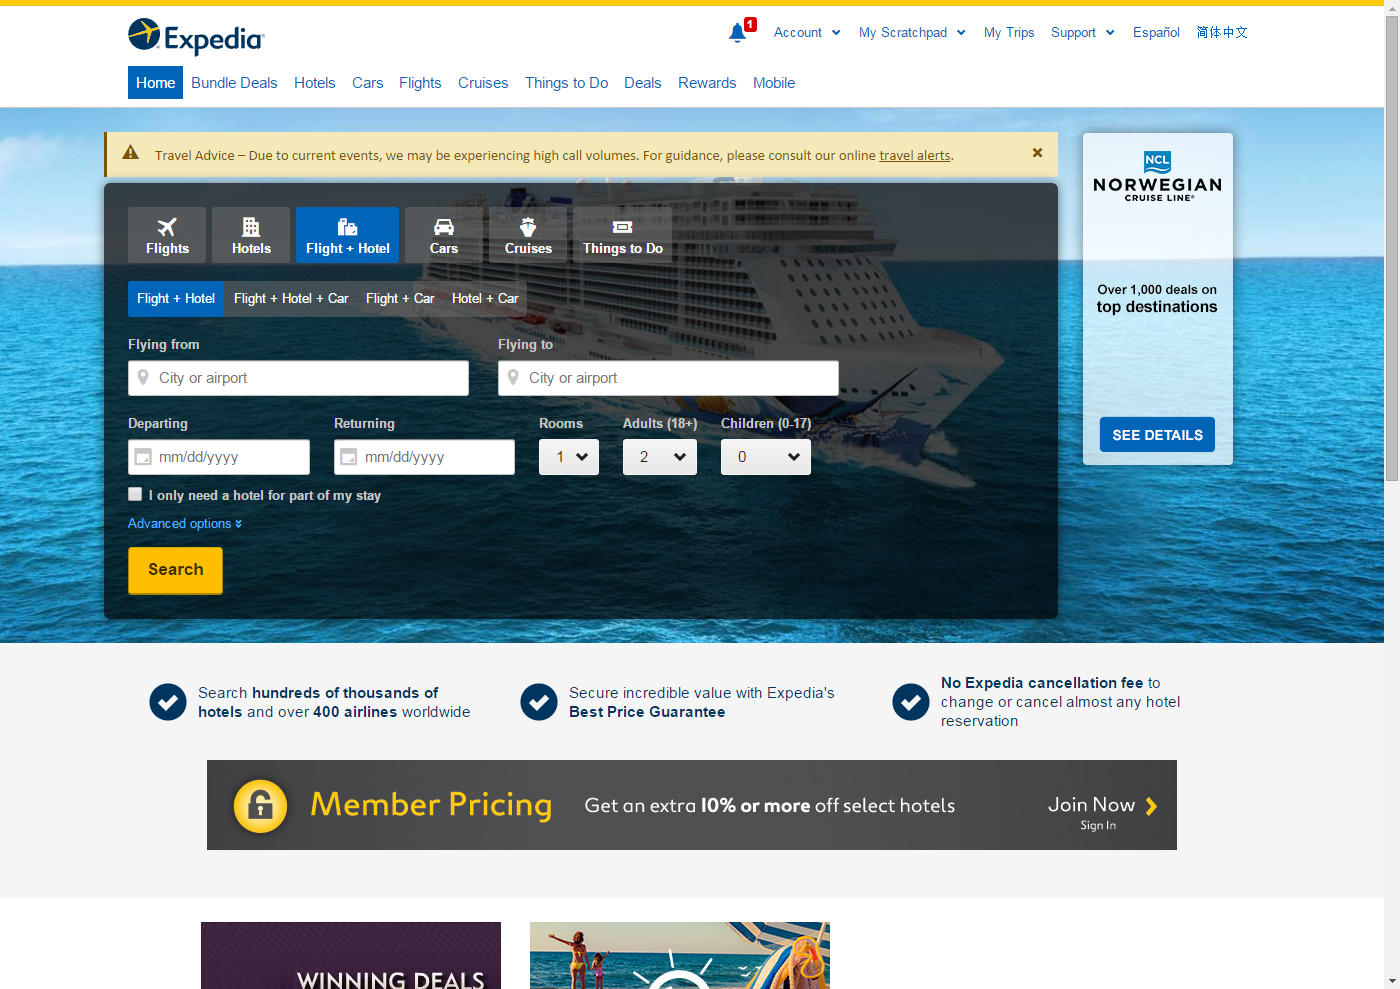 Expedia
1
Account
My Scratchpad
My Trips
Support
Español
简体中文
Home
Bundle Deals
Hotels
Cars
Flights
Cruises
Things to Do
Deals
Rewards
Mobile
Travel Advice – Due to current events, we may be experiencing high call volumes. For guidance, please consult our online travel alerts.
Flights
Hotels
Flight + Hotel
Cars
Cruises
Things to Do
Flight + Hotel
Flight + Hotel + Car
Flight + Car
Hotel + Car
Flying from
Flying to
City or airport
City or airport
Departing
Returning
Rooms
Adults (18+)
Children (0-17)
mm/dd/yyyy
mm/dd/yyyy
1
2
0
I only need a hotel for part of my stay
Advanced options
Search
NCL
NORWEGIAN
CRUISE LINE®
Over 1,000 deals on
top destinations
SEE DETAILS
Search hundreds of thousands of
hotels and over 400 airlines worldwide
Secure incredible value with Expedia's
Best Price Guarantee
No Expedia cancellation fee to
change or cancel almost any hotel
reservation
Member Pricing
Get an extra 10% or more off select hotels
Join Now
Sign In
WINNING DEALS